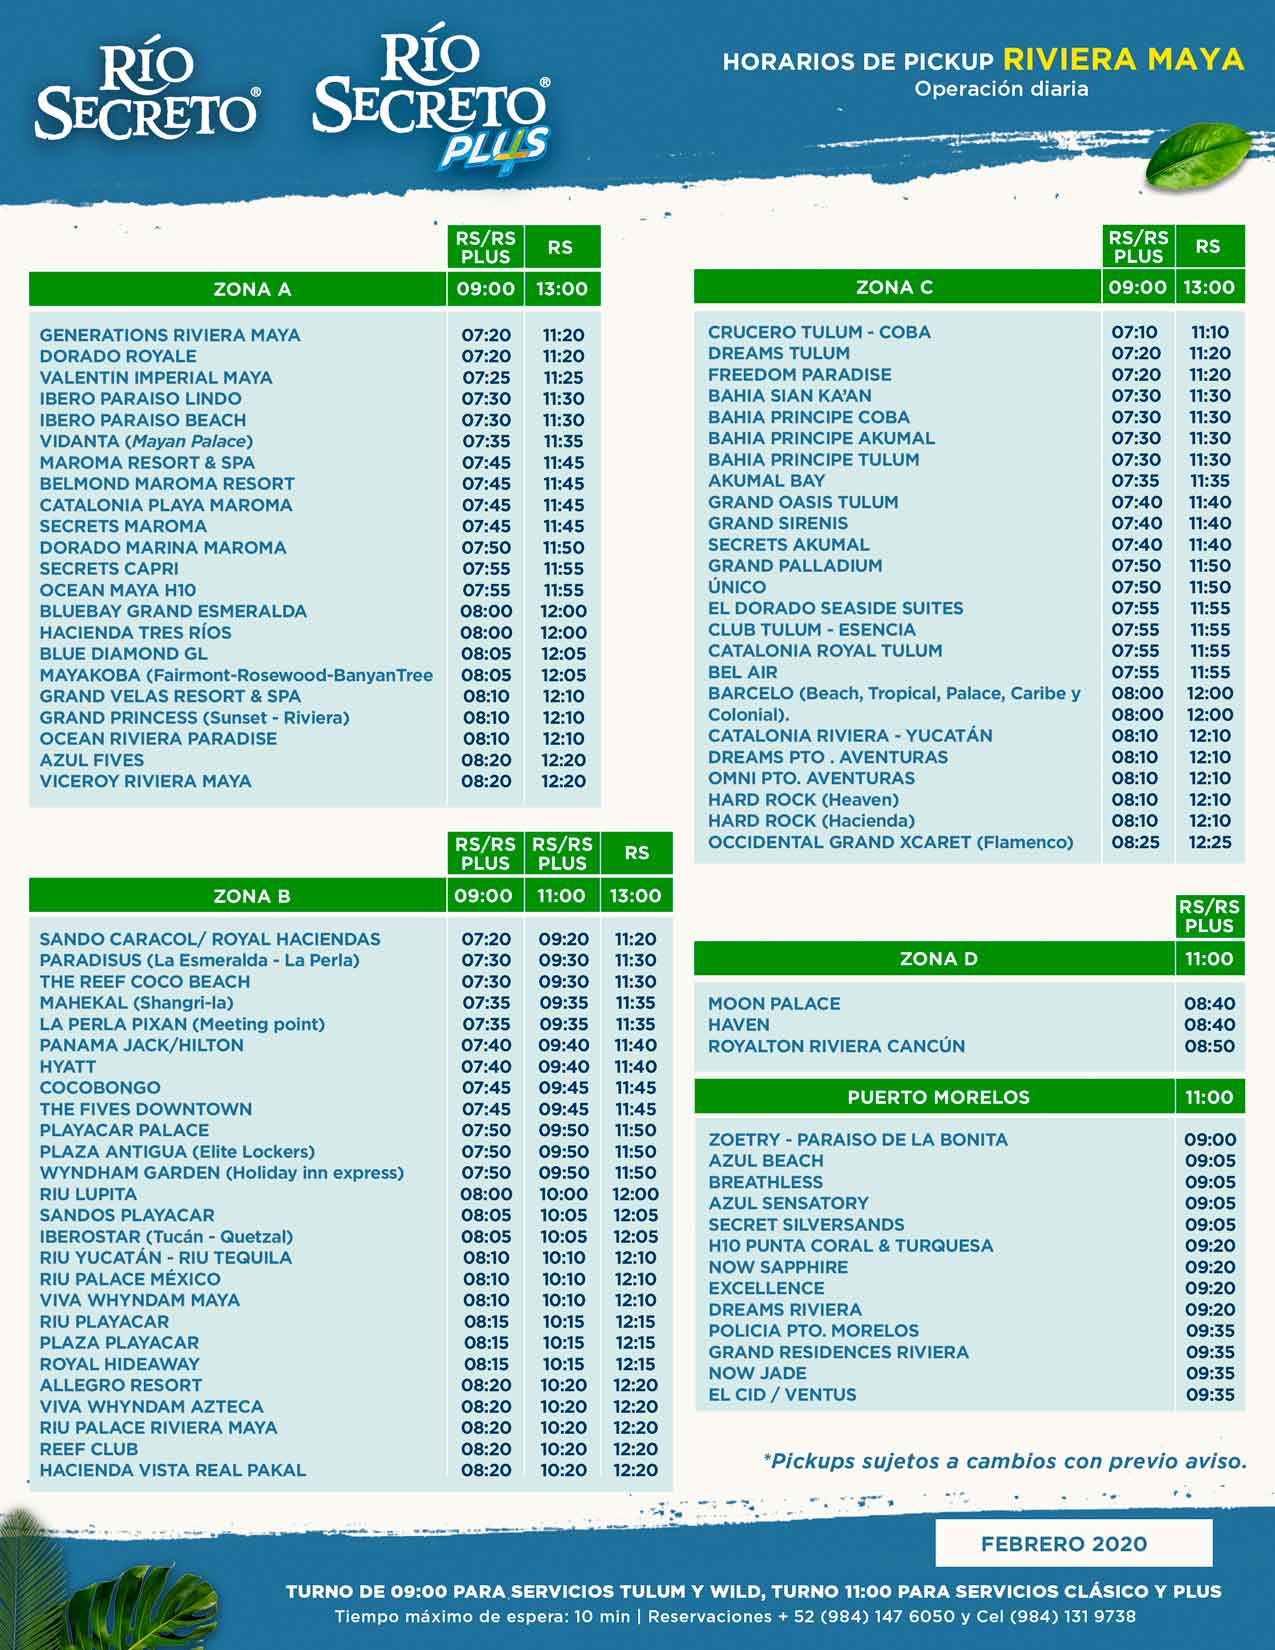 RÍO
SECRETO®
RÍO
SECRETO®
PLUS
HORARIOS DE PICKUP RIVIERA MAYA
Operación diaria
RS/RS PLUS RS
ZONA A 09:00 13:00
GENERATIONS RIVIERA MAYA 07:20 11:20
DORADO ROYALE 07:20 11:20
VALENTIN IMPERIAL MAYA 07:25 11:25
IBERO PARAISO LINDO 07:30 11:30
IBERO PARAISO BEACH 07:30 11:30
VIDANTA (Mayan Palace) 07:35 11:35
MAROMA RESORT & SPA 07:45 11:45
BELMOND MAROMA RESORT 07:45 11:45
CATALONIA PLAYA MAROMA 07:45 11:45
SECRETS MAROMA 07:45 11:45
DORADO MARINA MAROMA 07:50 11:50
SECRETS CAPRI 07:55 11:55
OCEAN MAYA H10 07:55 11:55
BLUEBAY GRAND ESMERALDA 08:00 12:00
HACIENDA TRES RÍOS 08:00 12:00
BLUE DIAMOND GL 08:05 12:05
MAYAKOBA (Fairmont-Rosewood-BanyanTree 08:05 12:05
GRAND VELAS RESORT & SPA 08:10 12:10
GRAND PRINCESS (Sunset - Riviera) 08:10 12:10
OCEAN RIVIERA PARADISE 08:10 12:10
AZUL FIVES 08:20 12:20
VICEROY RIVIERA MAYA 08:20 12:20
RS/RS PLUS RS/RS PLUS RS
ZONA B 09:00 11:00 13:00
SANDO CARACOL/ ROYAL HACIENDAS 07:20 09:20 11:20
PARADISUS (La Esmeralda - La Perla) 07:30 09:30 11:30
THE REEF COCO BEACH 07:30 09:30 11:30
MAHEKAL (Shangri-la) 07:35 09:35 11:35
LA PERLA PIXAN (Meeting point) 07:35 09:35 11:35
PANAMA JACK/HILTON 07:40 09:40 11:40
HYATT 07:40 09:40 11:40
COCOBONGO 07:45 09:45 11:45
THE FIVES DOWNTOWN 07:45 09:45 11:45
PLAYACAR PALACE 07:50 09:50 11:50
PLAZA ANTIGUA (Elite Lockers) 07:50 09:50 11:50
WYNDHAM GARDEN (Holiday inn express) 07:50 09:50 11:50
RIU LUPITA 08:00 10:00 12:00
SANDOS PLAYACAR 08:05 10:05 12:05
IBEROSTAR (Tucán - Quetzal) 08:05 10:05 12:05
RIU YUCATÁN - RIU TEQUILA 08:10 10:10 12:10
RIU PALACE MÉXICO 08:10 10:10 12:10
VIVA WHYNDAM MAYA 08:10 10:10 12:10
RIU PLAYACAR 08:15 10:15 12:15
PLAZA PLAYACAR 08:15 10:15 12:15
ROYAL HIDEAWAY 08:15 10:15 12:15
ALLEGRO RESORT 08:20 10:20 12:20
VIVA WHYNDAM AZTECA 08:20 10:20 12:20
RIU PALACE RIVIERA MAYA 08:20 10:20 12:20
REEF CLUB 08:20 10:20 12:20
HACIENDA VISTA REAL PAKAL 08:20 10:20 12:20
RS/RS PLUS RS
ZONA C 09:00 13:00
CRUCERO TULUM - COBA 07:10 11:10
DREAMS TULUM 07:20 11:20
FREEDOM PARADISE 07:20 11:20
BAHIA SIAN KA'AN 07:30 11:30
BAHIA PRINCIPE COBA 07:30 11:30
BAHIA PRINCIPE AKUMAL 07:30 11:30
BAHIA PRINCIPE TULUM 07:30 11:30
AKUMAL BAY 07:35 11:35
GRAND OASIS TULUM 07:40 11:40
GRAND SIRENIS 07:40 11:40
SECRETS AKUMAL 07:40 11:40
GRAND PALLADIUM 07:50 11:50
ÚNICO 07:50 11:50
EL DORADO SEASIDE SUITES 07:55 11:55
CLUB TULUM - ESENCIA 07:55 11:55
CATALONIA ROYAL TULUM 07:55 11:55
BEL AIR 07:55 11:55
BARCELO (Beach, Tropical, Palace, Caribe y 08:00 12:00
Colonial). 08:00 12:00
CATALONIA RIVIERA - YUCATÁN 08:10 12:10
DREAMS PTO . AVENTURAS 08:10 12:10
OMNI PTO. AVENTURAS 08:10 12:10
HARD ROCK (Heaven) 08:10 12:10
HARD ROCK (Hacienda) 08:10 12:10
OCCIDENTAL GRAND XCARET (Flamenco) 08:25 12:25
RS/RS PLUS
ZONA D 11:00
MOON PALACE 08:40
HAVEN 08:40
ROYALTON RIVIERA CANCÚN 08:50
PUERTO MORELOS 11:00
ZOETRY - PARAISO DE LA BONITA 09:00
AZUL BEACH 09:05
BREATHLESS 09:05
AZUL SENSATORY 09:05
SECRET SILVERSANDS 09:05
H10 PUNTA CORAL & TURQUESA 09:20
NOW SAPPHIRE 09:20
EXCELLENCE 09:20
DREAMS RIVIERA 09:20
POLICIA PTO. MORELOS 09:35
GRAND RESIDENCES RIVIERA 09:35
NOW JADE 09:35
EL CID / VENTUS 09:35
*Pickups sujetos a cambios con previo aviso.
FEBRERO 2020
TURNO DE 09:00 PARA SERVICIOS TULUM Y WILD, TURNO 11:00 PARA SERVICIOS CLÁSICO Y PLUS
Tiempo máximo de espera: 10 min | Reservaciones + 52 (984) 147 6050 y Cel (984) 131 9738